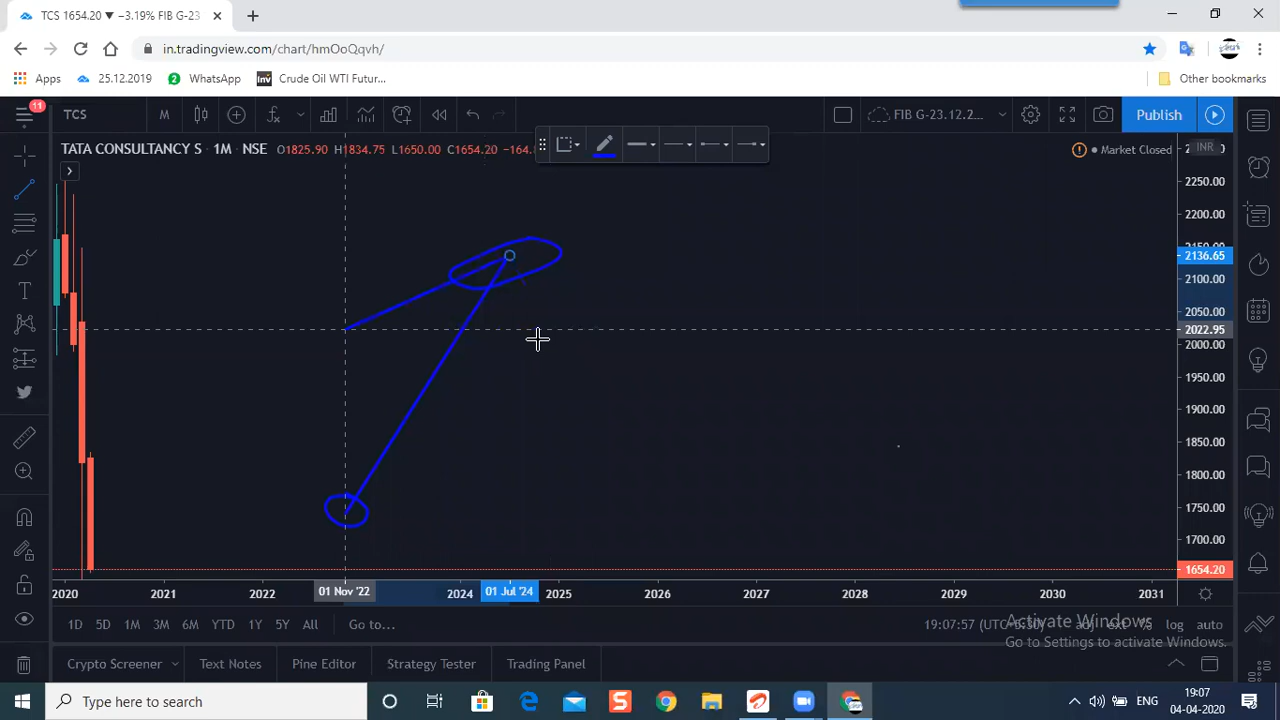 TCS 1654.20 ▼ −3.19% FIB G-23
in.tradingview.com/chart/hmOoQqvh/
Apps 25.12.2019 WhatsApp Crude Oil WTI Futur... Other bookmarks
11
TCS M FIB G-23.12.2... Publish
TATA CONSULTANCY S · 1M · NSE O1825.90 H1834.75 L1650.00 C1654.20 −164. Market Closed INR
2250.00
2200.00
2136.65
2100.00
2050.00
2022.95
2000.00
1950.00
1900.00
1850.00
1800.00
1750.00
1700.00
1654.20
2020 2021 2022 01 Nov '22 2024 01 Jul '24 2025 2026 2027 2028 2029 2030 2031
Activate Windows
1D 5D 1M 3M 6M YTD 1Y 5Y All Go to... 19:07:57 (UTC+5:30) adj ext % log auto
Go to Settings to activate Windows.
Crypto Screener Text Notes Pine Editor Strategy Tester Trading Panel
Type here to search ENG 19:07
04-04-2020